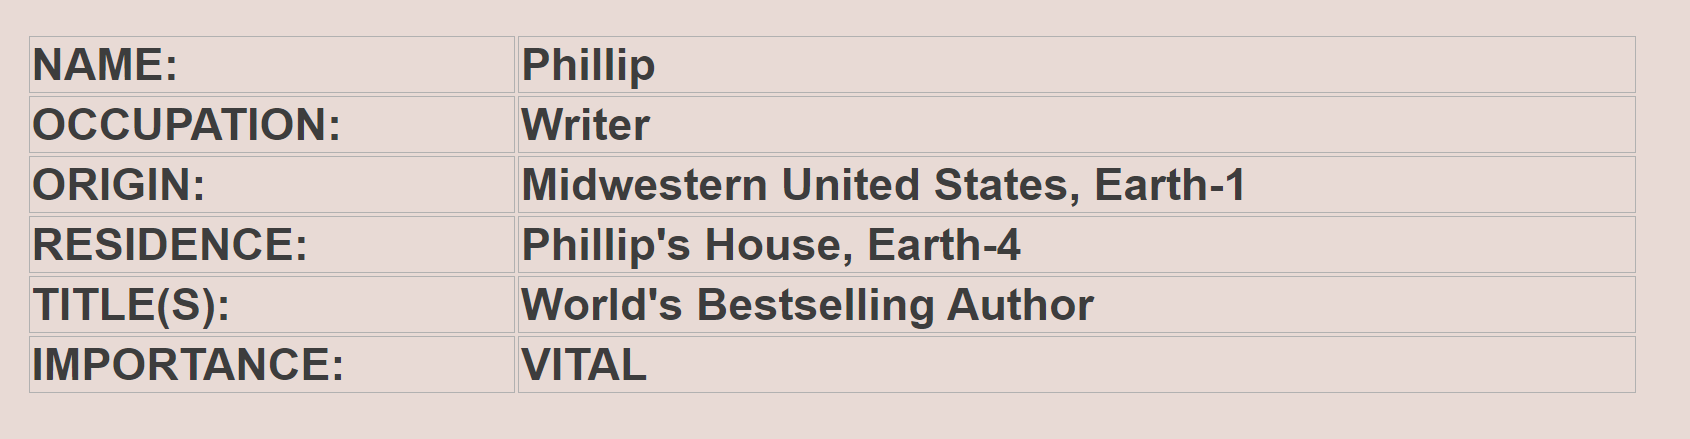 NAME: Phillip
OCCUPATION: Writer
ORIGIN: Midwestern United States, Earth-1
RESIDENCE: Phillip's House, Earth-4
TITLE(S): World's Bestselling Author
IMPORTANCE: VITAL